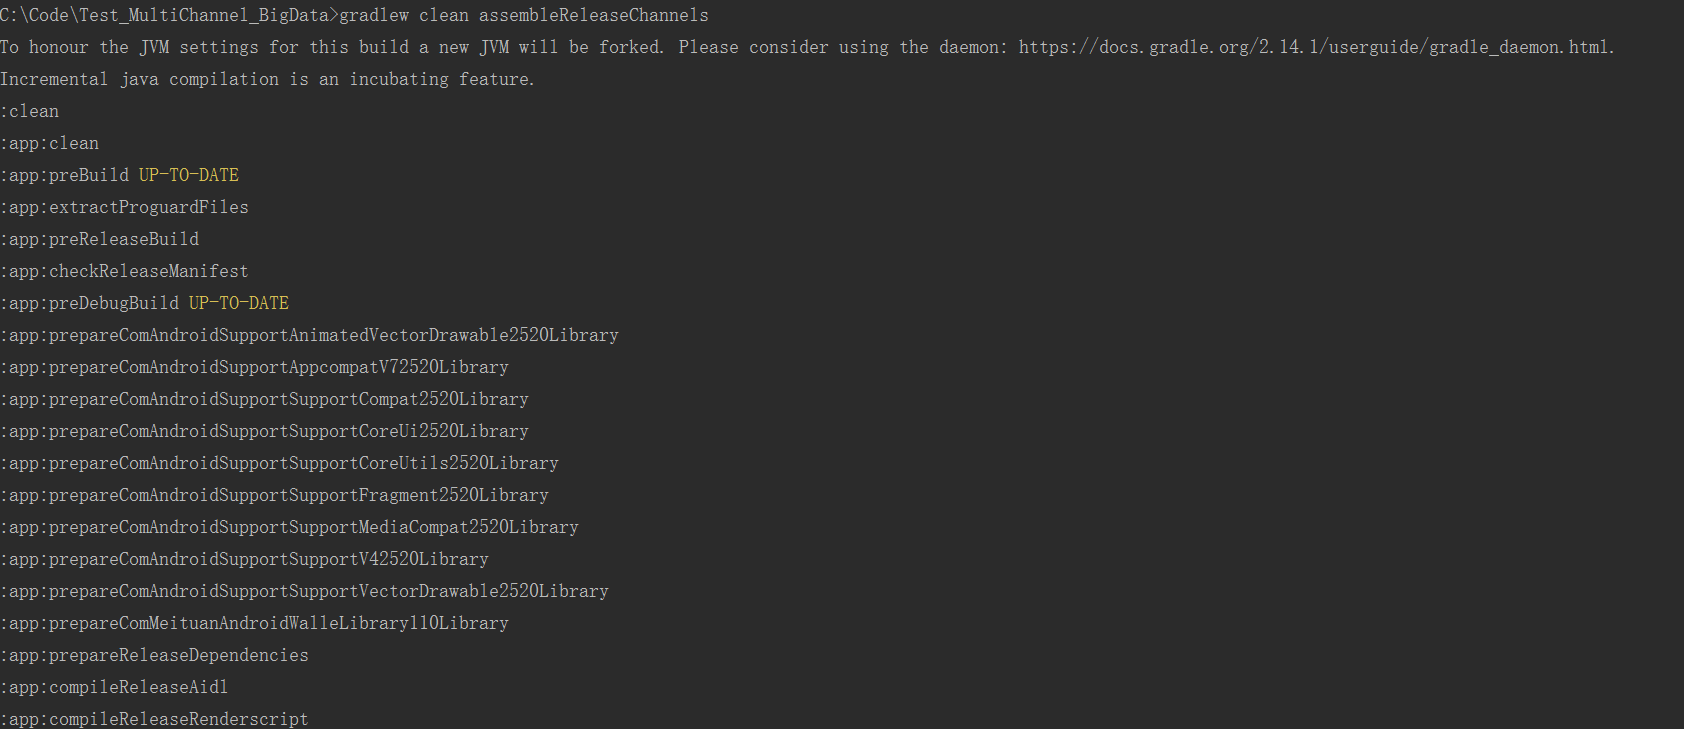 C:\Code\Test_MultiChannel_BigData>gradlew clean assembleReleaseChannels
To honour the JVM settings for this build a new JVM will be forked. Please consider using the daemon: https://docs.gradle.org/2.14.1/userguide/gradle_daemon.html.
Incremental java compilation is an incubating feature.
:clean
:app:clean
:app:preBuild UP-TO-DATE
:app:extractProguardFiles
:app:preReleaseBuild
:app:checkReleaseManifest
:app:preDebugBuild UP-TO-DATE
:app:prepareComAndroidSupportAnimatedVectorDrawable2520Library
:app:prepareComAndroidSupportAppcompatV72520Library
:app:prepareComAndroidSupportSupportCompat2520Library
:app:prepareComAndroidSupportSupportCoreUi2520Library
:app:prepareComAndroidSupportSupportCoreUtils2520Library
:app:prepareComAndroidSupportSupportFragment2520Library
:app:prepareComAndroidSupportSupportMediaCompat2520Library
:app:prepareComAndroidSupportSupportV42520Library
:app:prepareComAndroidSupportSupportVectorDrawable2520Library
:app:prepareComMeituanAndroidWalleLibrary110Library
:app:prepareReleaseDependencies
:app:compileReleaseAidl
:app:compileReleaseRenderscript